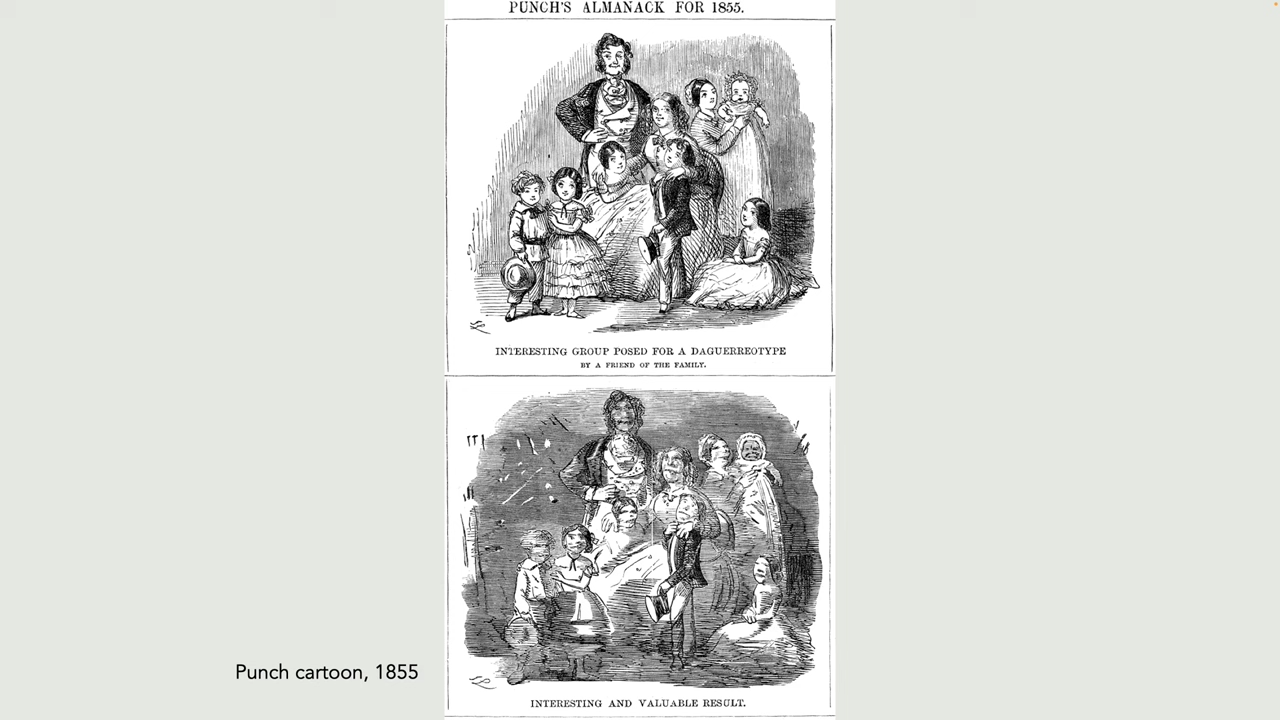 PUNCH'S ALMANACK FOR 1855.
INTERESTING GROUP POSED FOR A DAGUERREOTYPE
BY A FRIEND OF THE FAMILY.
INTERESTING AND VALUABLE RESULT.
Punch cartoon, 1855